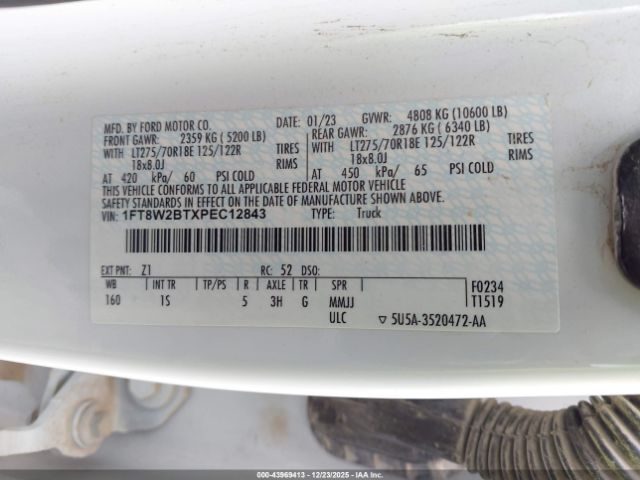 MFD. BY FORD MOTOR CO. DATE: 01/23 GVWR: 4808 KG (10600 LB)
FRONT GAWR: 2359 KG ( 5200 LB) REAR GAWR: 2876 KG ( 6340 LB)
WITH LT275/70R18E 125/122R TIRES WITH LT275/70R18E 125/122R TIRES
18x8.0J RIMS 18x8.0J RIMS
AT 420 kPa/ 60 PSI COLD AT 450 kPa/ 65 PSI COLD
THIS VEHICLE CONFORMS TO ALL APPLICABLE FEDERAL MOTOR VEHICLE
SAFETY STANDARDS IN EFFECT ON THE DATE OF MANUFACTURE SHOWN ABOVE.
VIN: 1FT8W2BTXPEC12843 TYPE: Truck
EXT PNT: Z1 RC: 52 DSO:
WB INT TR TP/PS R AXLE TR SPR F0234
160 1S 5 3H G MMJJ T1519
ULC ▽ 5U5A-3520472-AA
000-43969413 - 12/23/2025 - IAAI.com